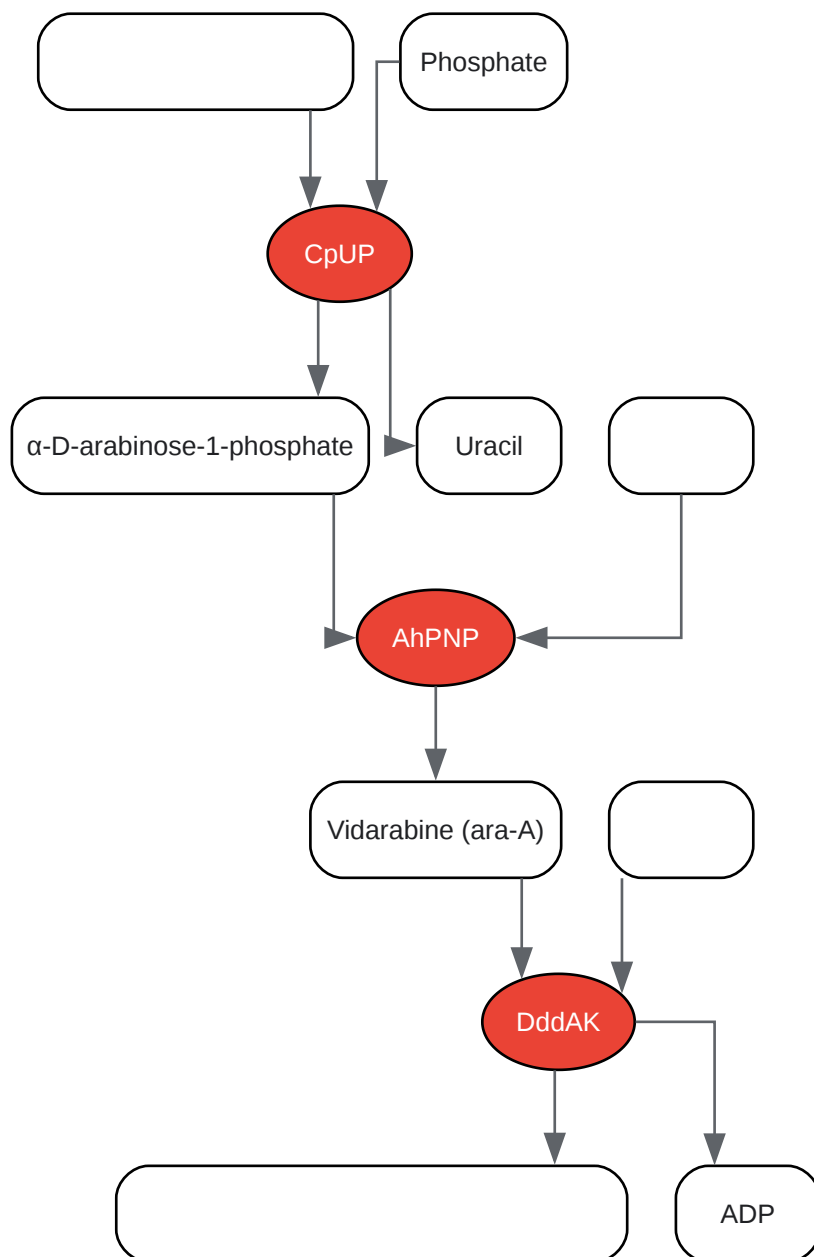 Phosphate
CpUP
α-D-arabinose-1-phosphate
Uracil
AhPNP
Vidarabine (ara-A)
DddAK
ADP